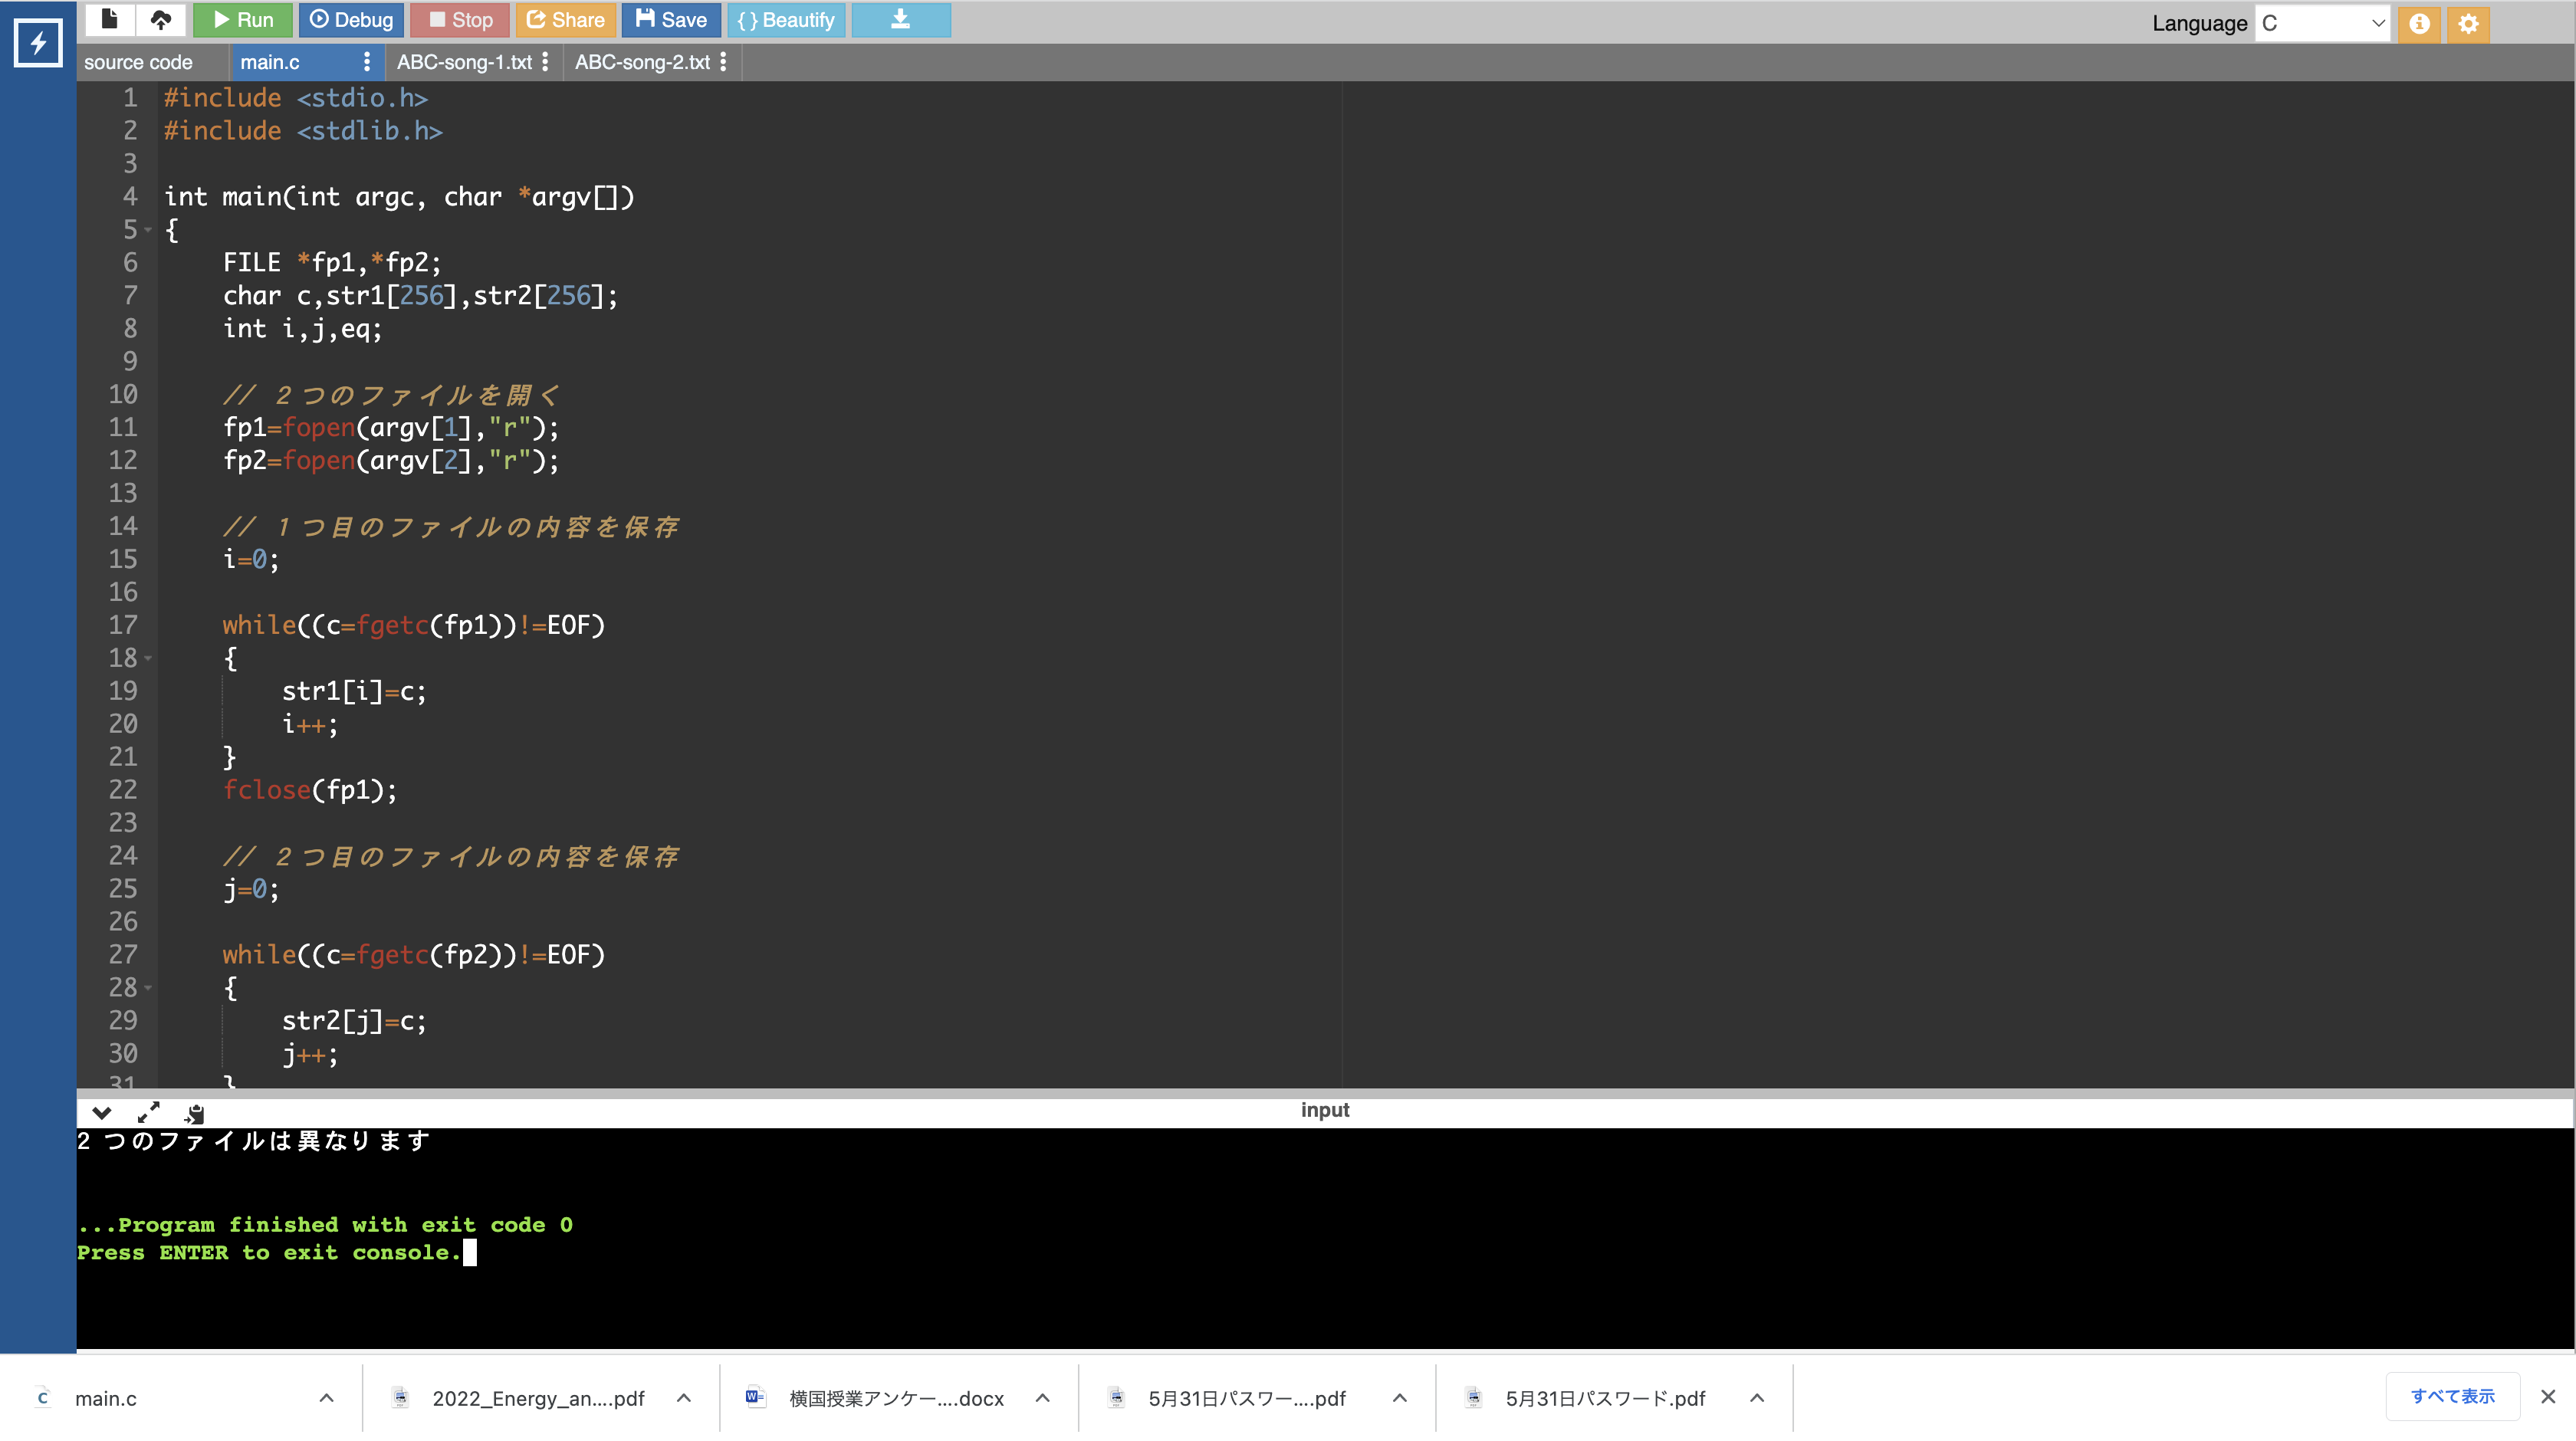 Run Debug Stop Share Save { } Beautify Language C
source code main.c ABC-song-1.txt ABC-song-2.txt
1 #include <stdio.h>
2 #include <stdlib.h>
3
4 int main(int argc, char *argv[])
5 {
6 FILE *fp1,*fp2;
7 char c,str1[256],str2[256];
8 int i,j,eq;
9
10 // 2つのファイルを開く
11 fp1=fopen(argv[1],"r");
12 fp2=fopen(argv[2],"r");
13
14 // 1つ目のファイルの内容を保存
15 i=0;
16
17 while((c=fgetc(fp1))!=EOF)
18 {
19 str1[i]=c;
20 i++;
21 }
22 fclose(fp1);
23
24 // 2つ目のファイルの内容を保存
25 j=0;
26
27 while((c=fgetc(fp2))!=EOF)
28 {
29 str2[j]=c;
30 j++;
31 }
input
2つのファイルは異なります
...Program finished with exit code 0
Press ENTER to exit console.
main.c 2022_Energy_an....pdf 横国授業アンケー....docx 5月31日パスワー....pdf 5月31日パスワード.pdf すべて表示